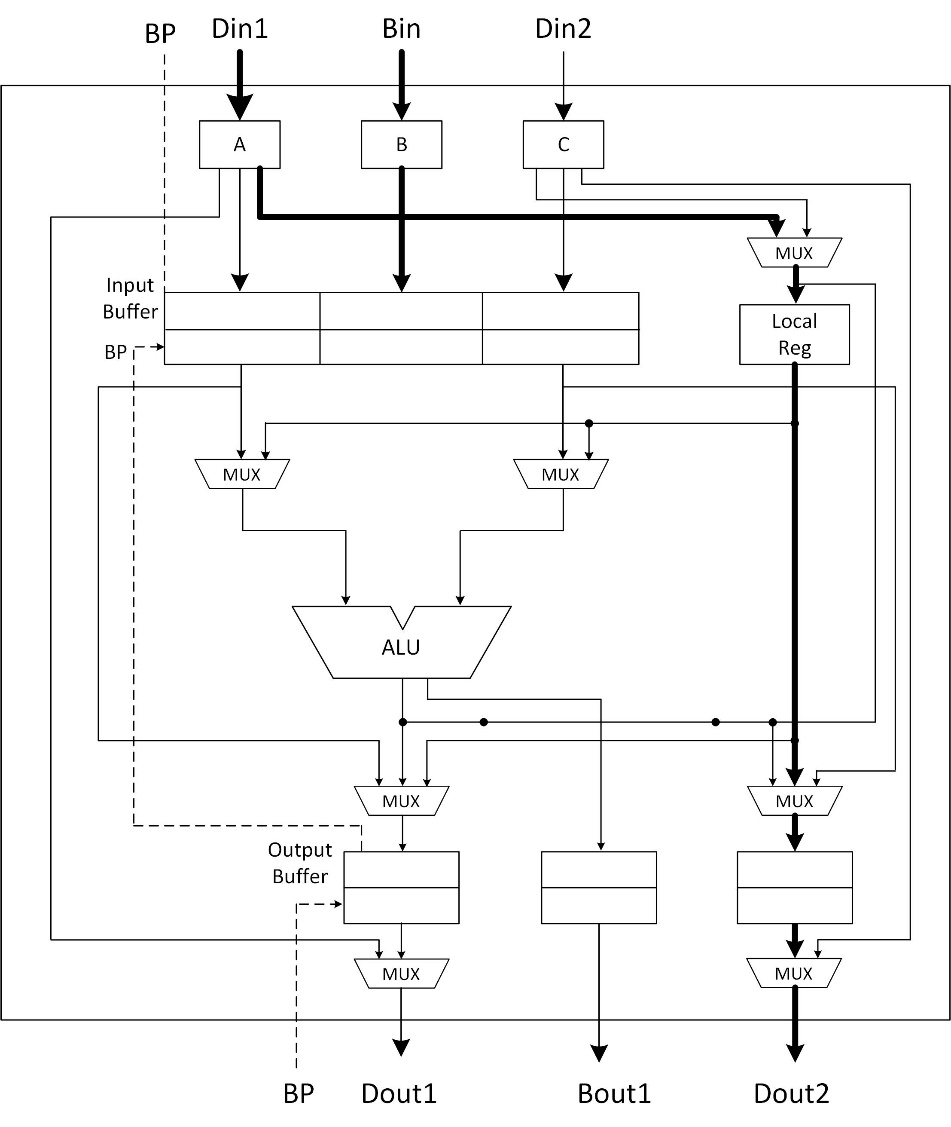 BP Din1 Bin Din2
A B C
MUX
Input
Buffer
Local
Reg
BP
MUX MUX
ALU
MUX MUX
Output
Buffer
MUX MUX
BP Dout1 Bout1 Dout2